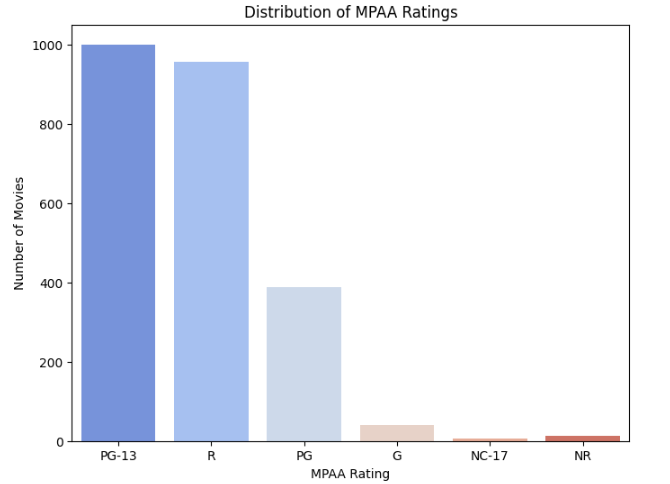 Distribution of MPAA Ratings
Number of Movies
1000
800
600
400
200
0
PG-13 R PG G NC-17 NR
MPAA Rating